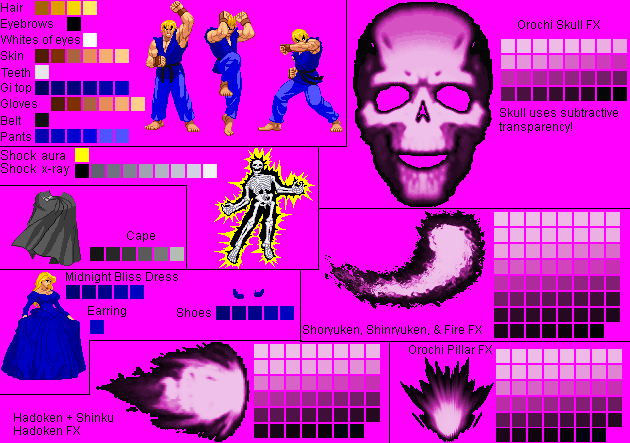 Hair
Eyebrows
Whites of eyes
Skin
Teeth
Gi top
Gloves
Belt
Pants
Orochi Skull FX
Skull uses subtractive
transparency!
Shock aura
Shock x-ray
Cape
Midnight Bliss Dress
Earring
Shoes
Shoryuken, Shinryuken, & Fire FX
Orochi Pillar FX
Hadoken + Shinku
Hadoken FX